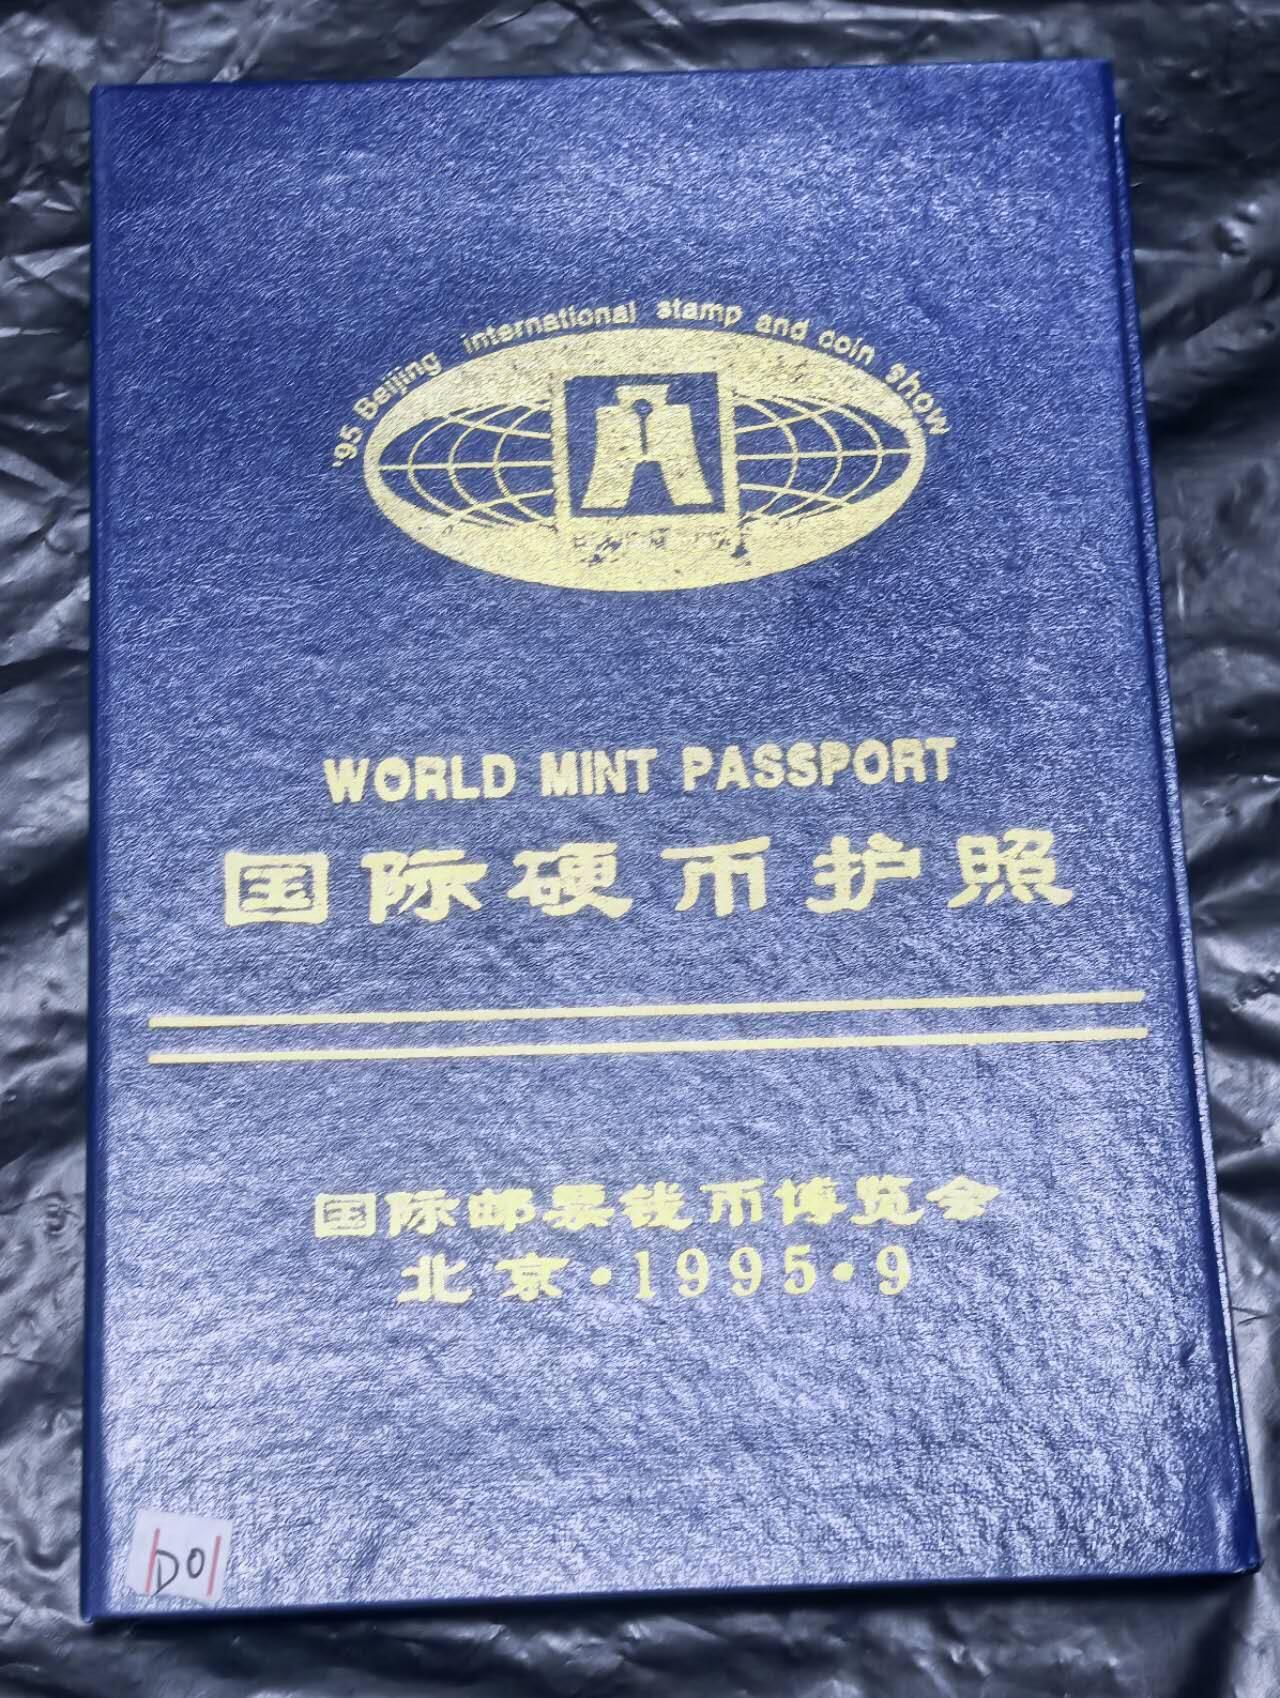 '95 Beijing international stamp and coin show
WORLD MINT PASSPORT
国际硬币护照
国际邮票钱币博览会
北京·1995·9
D0